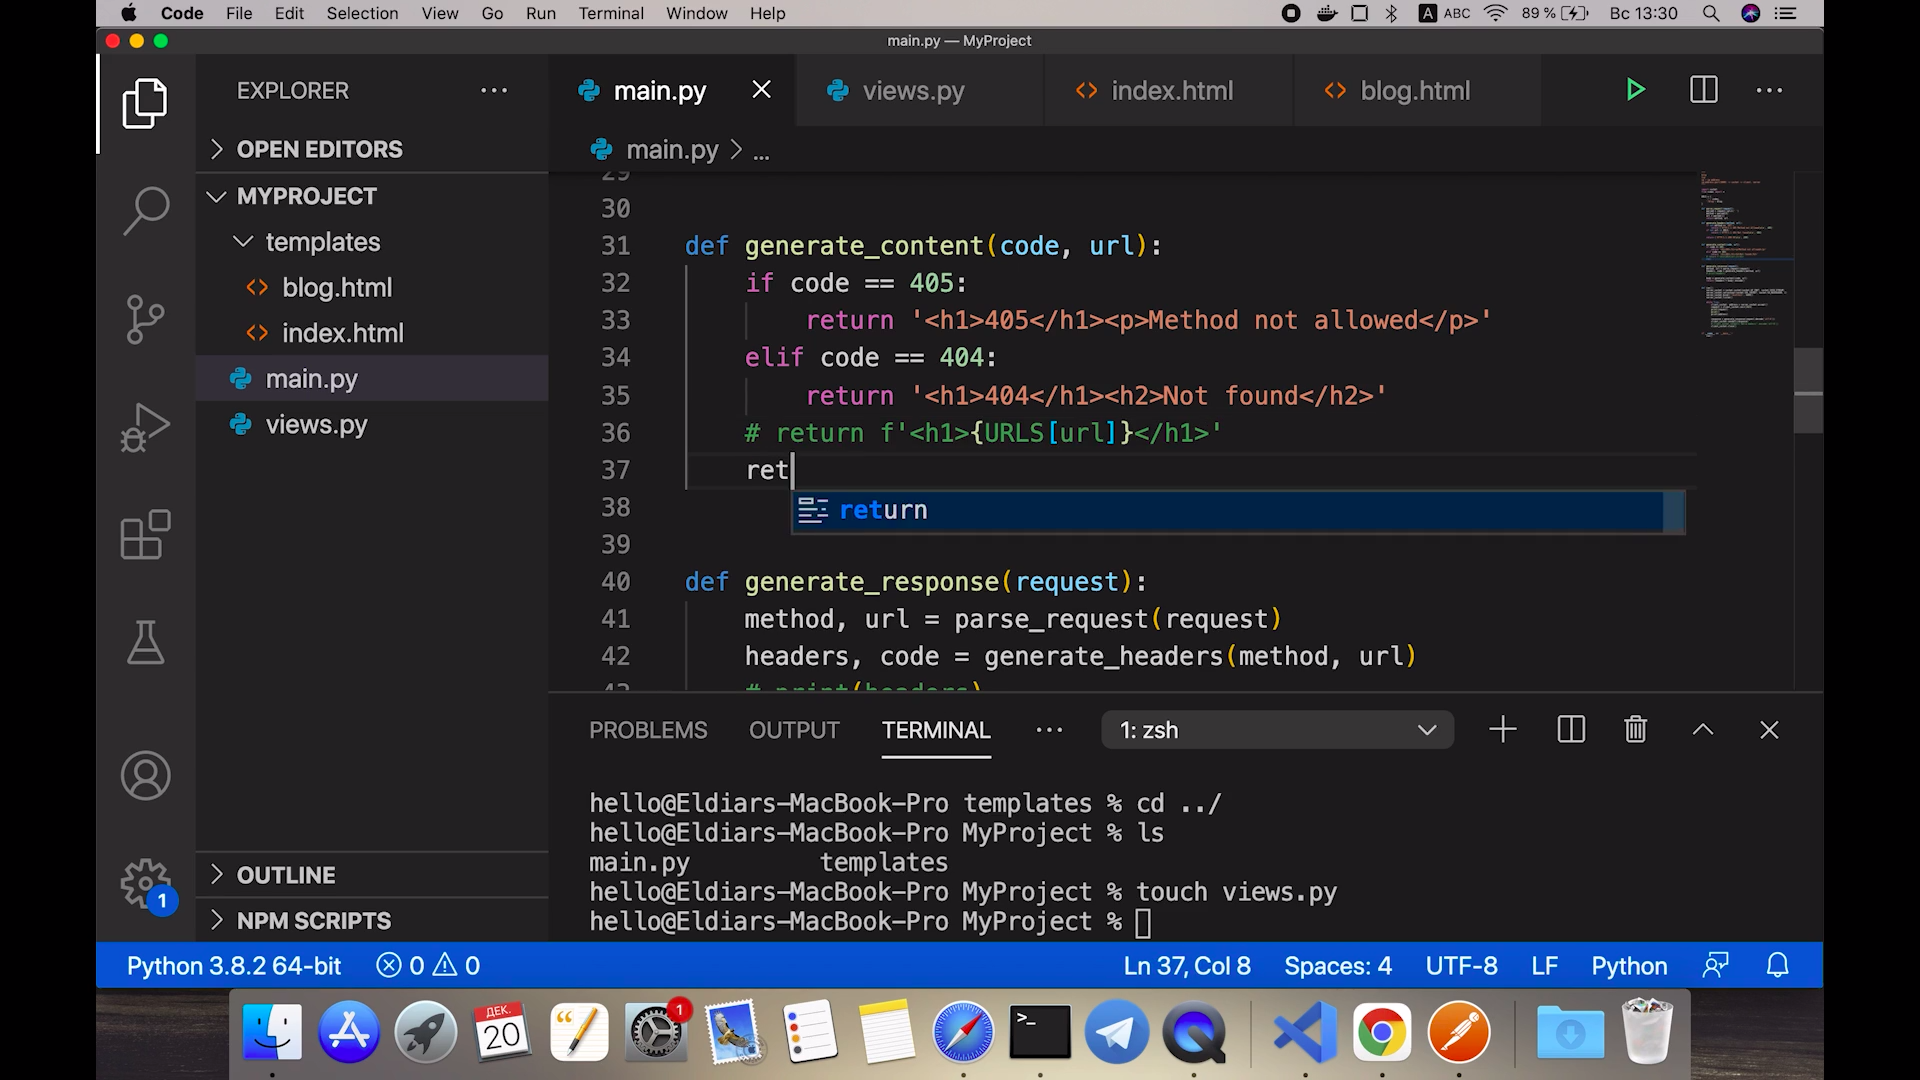 Code File Edit Selection View Go Run Terminal Window Help A ABC 89 % Вс 13:30
main.py — MyProject
EXPLORER ...
main.py views.py index.html blog.html ...
OPEN EDITORS
main.py > ...
MYPROJECT
templates
blog.html
index.html
main.py
views.py
29
30
31 def generate_content(code, url):
32 if code == 405:
33 return '<h1>405</h1><p>Method not allowed</p>'
34 elif code == 404:
35 return '<h1>404</h1><h2>Not found</h2>'
36 # return f'<h1>{URLS[url]}</h1>'
37 ret
38 return
39
40 def generate_response(request):
41 method, url = parse_request(request)
42 headers, code = generate_headers(method, url)
43 # print(headers)
OUTLINE
NPM SCRIPTS
1
PROBLEMS OUTPUT TERMINAL ... 1: zsh
hello@Eldiars-MacBook-Pro templates % cd ../
hello@Eldiars-MacBook-Pro MyProject % ls
main.py templates
hello@Eldiars-MacBook-Pro MyProject % touch views.py
hello@Eldiars-MacBook-Pro MyProject %
Python 3.8.2 64-bit 0 0 Ln 37, Col 8 Spaces: 4 UTF-8 LF Python
ДЕК.
20
1
>_